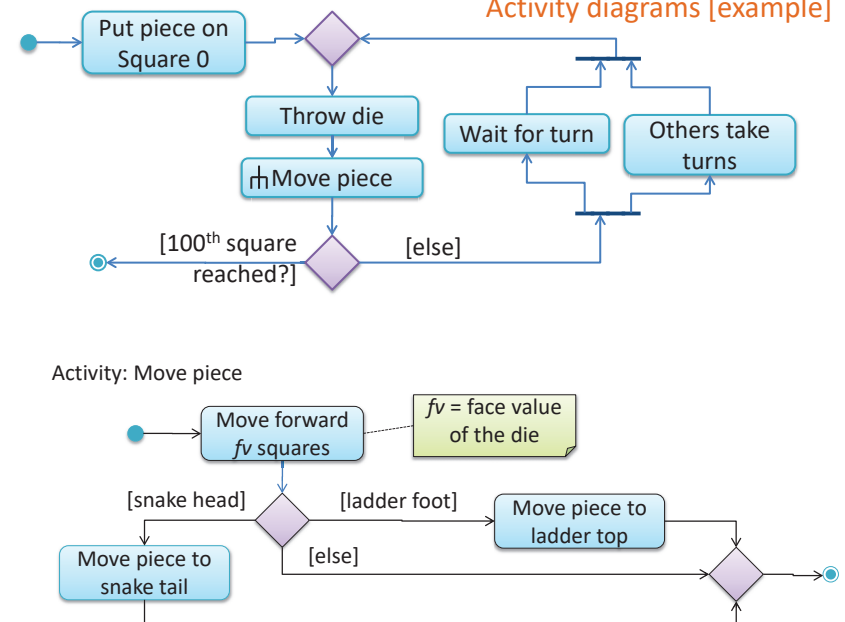 Activity diagrams [example]
Put piece on
Square 0
Throw die
Move piece
Wait for turn
Others take
turns
[100th square
reached?]
[else]
Activity: Move piece
Move forward
fv squares
fv = face value
of the die
[snake head]
[ladder foot]
Move piece to
ladder top
[else]
Move piece to
snake tail